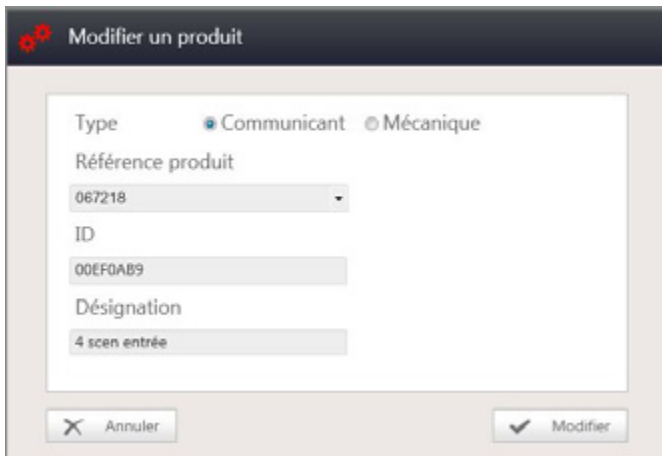 Modifier un produit
Type Communicant Mécanique
Référence produit
067218
ID
00EF0AB9
Désignation
4 scen entrée
Annuler Modifier